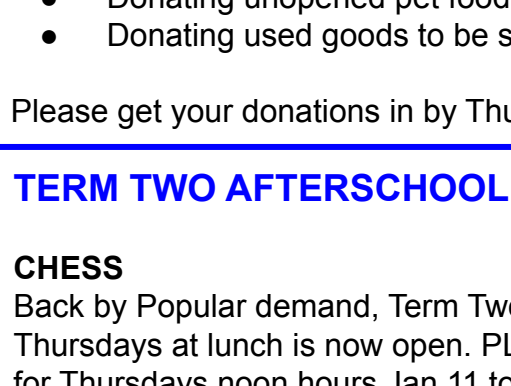 ● Donating unopened pet food
● Donating used goods to be s
Please get your donations in by Thu
TERM TWO AFTERSCHOOL
CHESS
Back by Popular demand, Term Two
Thursdays at lunch is now open. PL
for Thursdays noon hours Jan 11 to